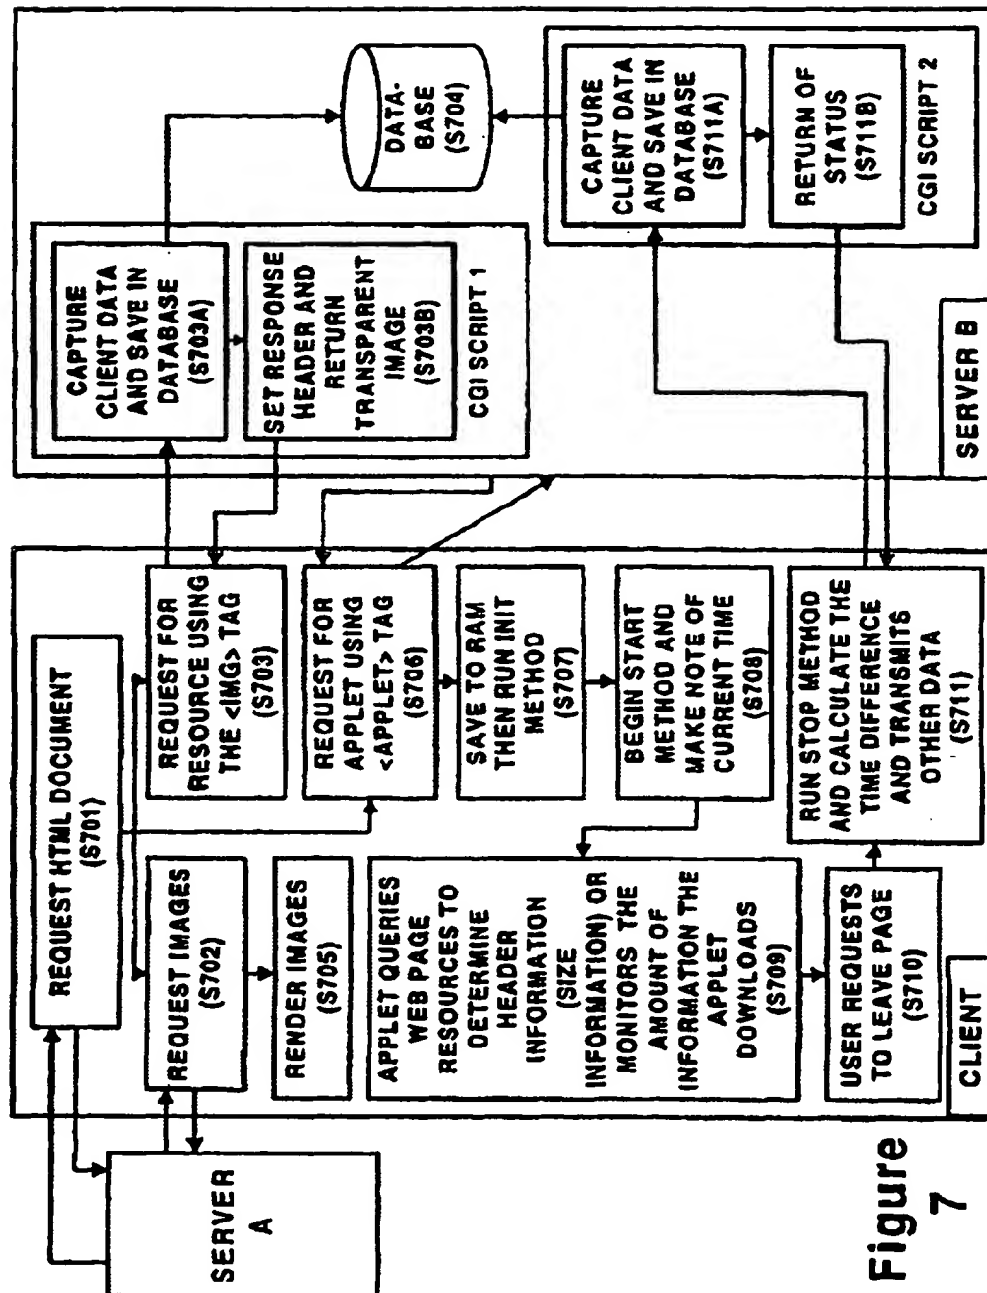 REQUEST HTML DOCUMENT
(S701)
REQUEST IMAGES
(S702)
RENDER IMAGES
(S705)
REQUEST FOR
RESOURCE USING
THE <IMG> TAG
(S703)
REQUEST FOR
APPLET USING
<APPLET> TAG
(S706)
SAVE TO RAM
THEN RUN INIT
METHOD
(S707)
BEGIN START
METHOD AND
MAKE NOTE OF
CURRENT TIME
(S708)
APPLET QUERIES
WEB PAGE
RESOURCES TO
DETERMINE
HEADER
INFORMATION
(SIZE
INFORMATION) OR
MONITORS THE
AMOUNT OF
INFORMATION THE
APPLET
DOWNLOADS
(S709)
USER REQUESTS
TO LEAVE PAGE
(S710)
RUN STOP METHOD
AND CALCULATE THE
TIME DIFFERENCE
AND TRANSMITS
OTHER DATA
(S711)
CLIENT
SERVER
A
CAPTURE
CLIENT DATA
AND SAVE IN
DATABASE
(S703A)
SET RESPONSE
HEADER AND
RETURN
TRANSPARENT
IMAGE
(S703B)
CGI SCRIPT 1
DATA-
BASE
(S704)
CAPTURE
CLIENT DATA
AND SAVE IN
DATABASE
(S711A)
RETURN OF
STATUS
(S711B)
CGI SCRIPT 2
SERVER B
Figure
7